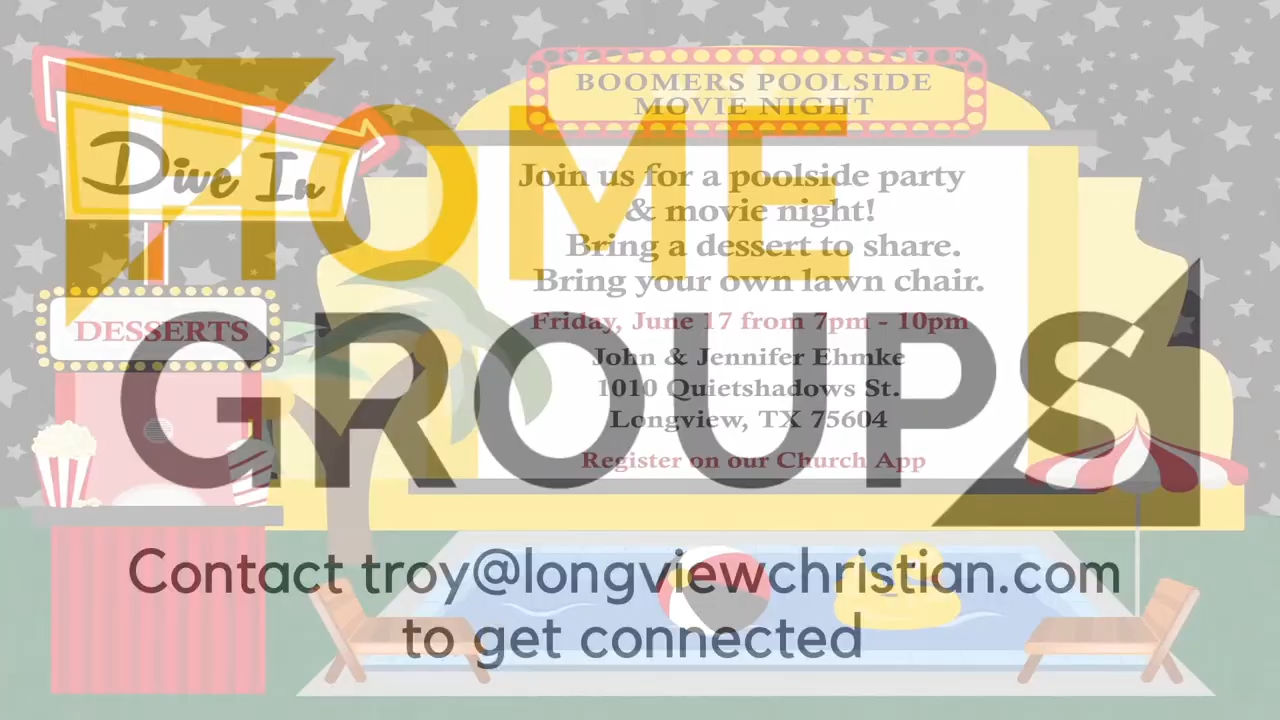 BOOMERS POOLSIDE
MOVIE NIGHT
Dive In
Join us for a poolside party
& movie night!
Bring a dessert to share.
Bring your own lawn chair.
Friday, June 17 from 7pm - 10pm
John & Jennifer Ehmke
1010 Quietshadows St.
Longview, TX 75604
Register on our Church App
DESSERTS
HOME
GROUPS
Contact troy@longviewchristian.com
to get connected